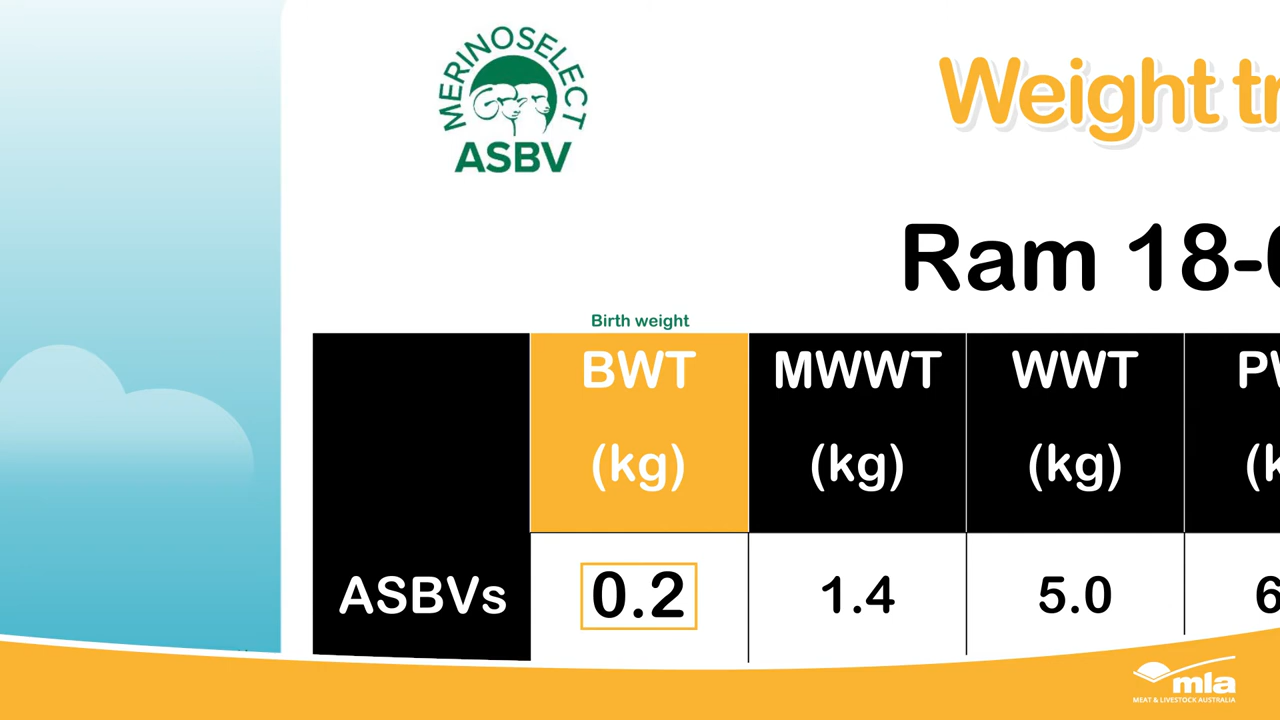 MERINOSELECT
ASBV
Weight tr
Ram 18-
Birth weight
BWT MWWT WWT
(kg) (kg) (kg)
ASBVs 0.2 1.4 5.0 6
mla
MEAT & LIVESTOCK AUSTRALIA